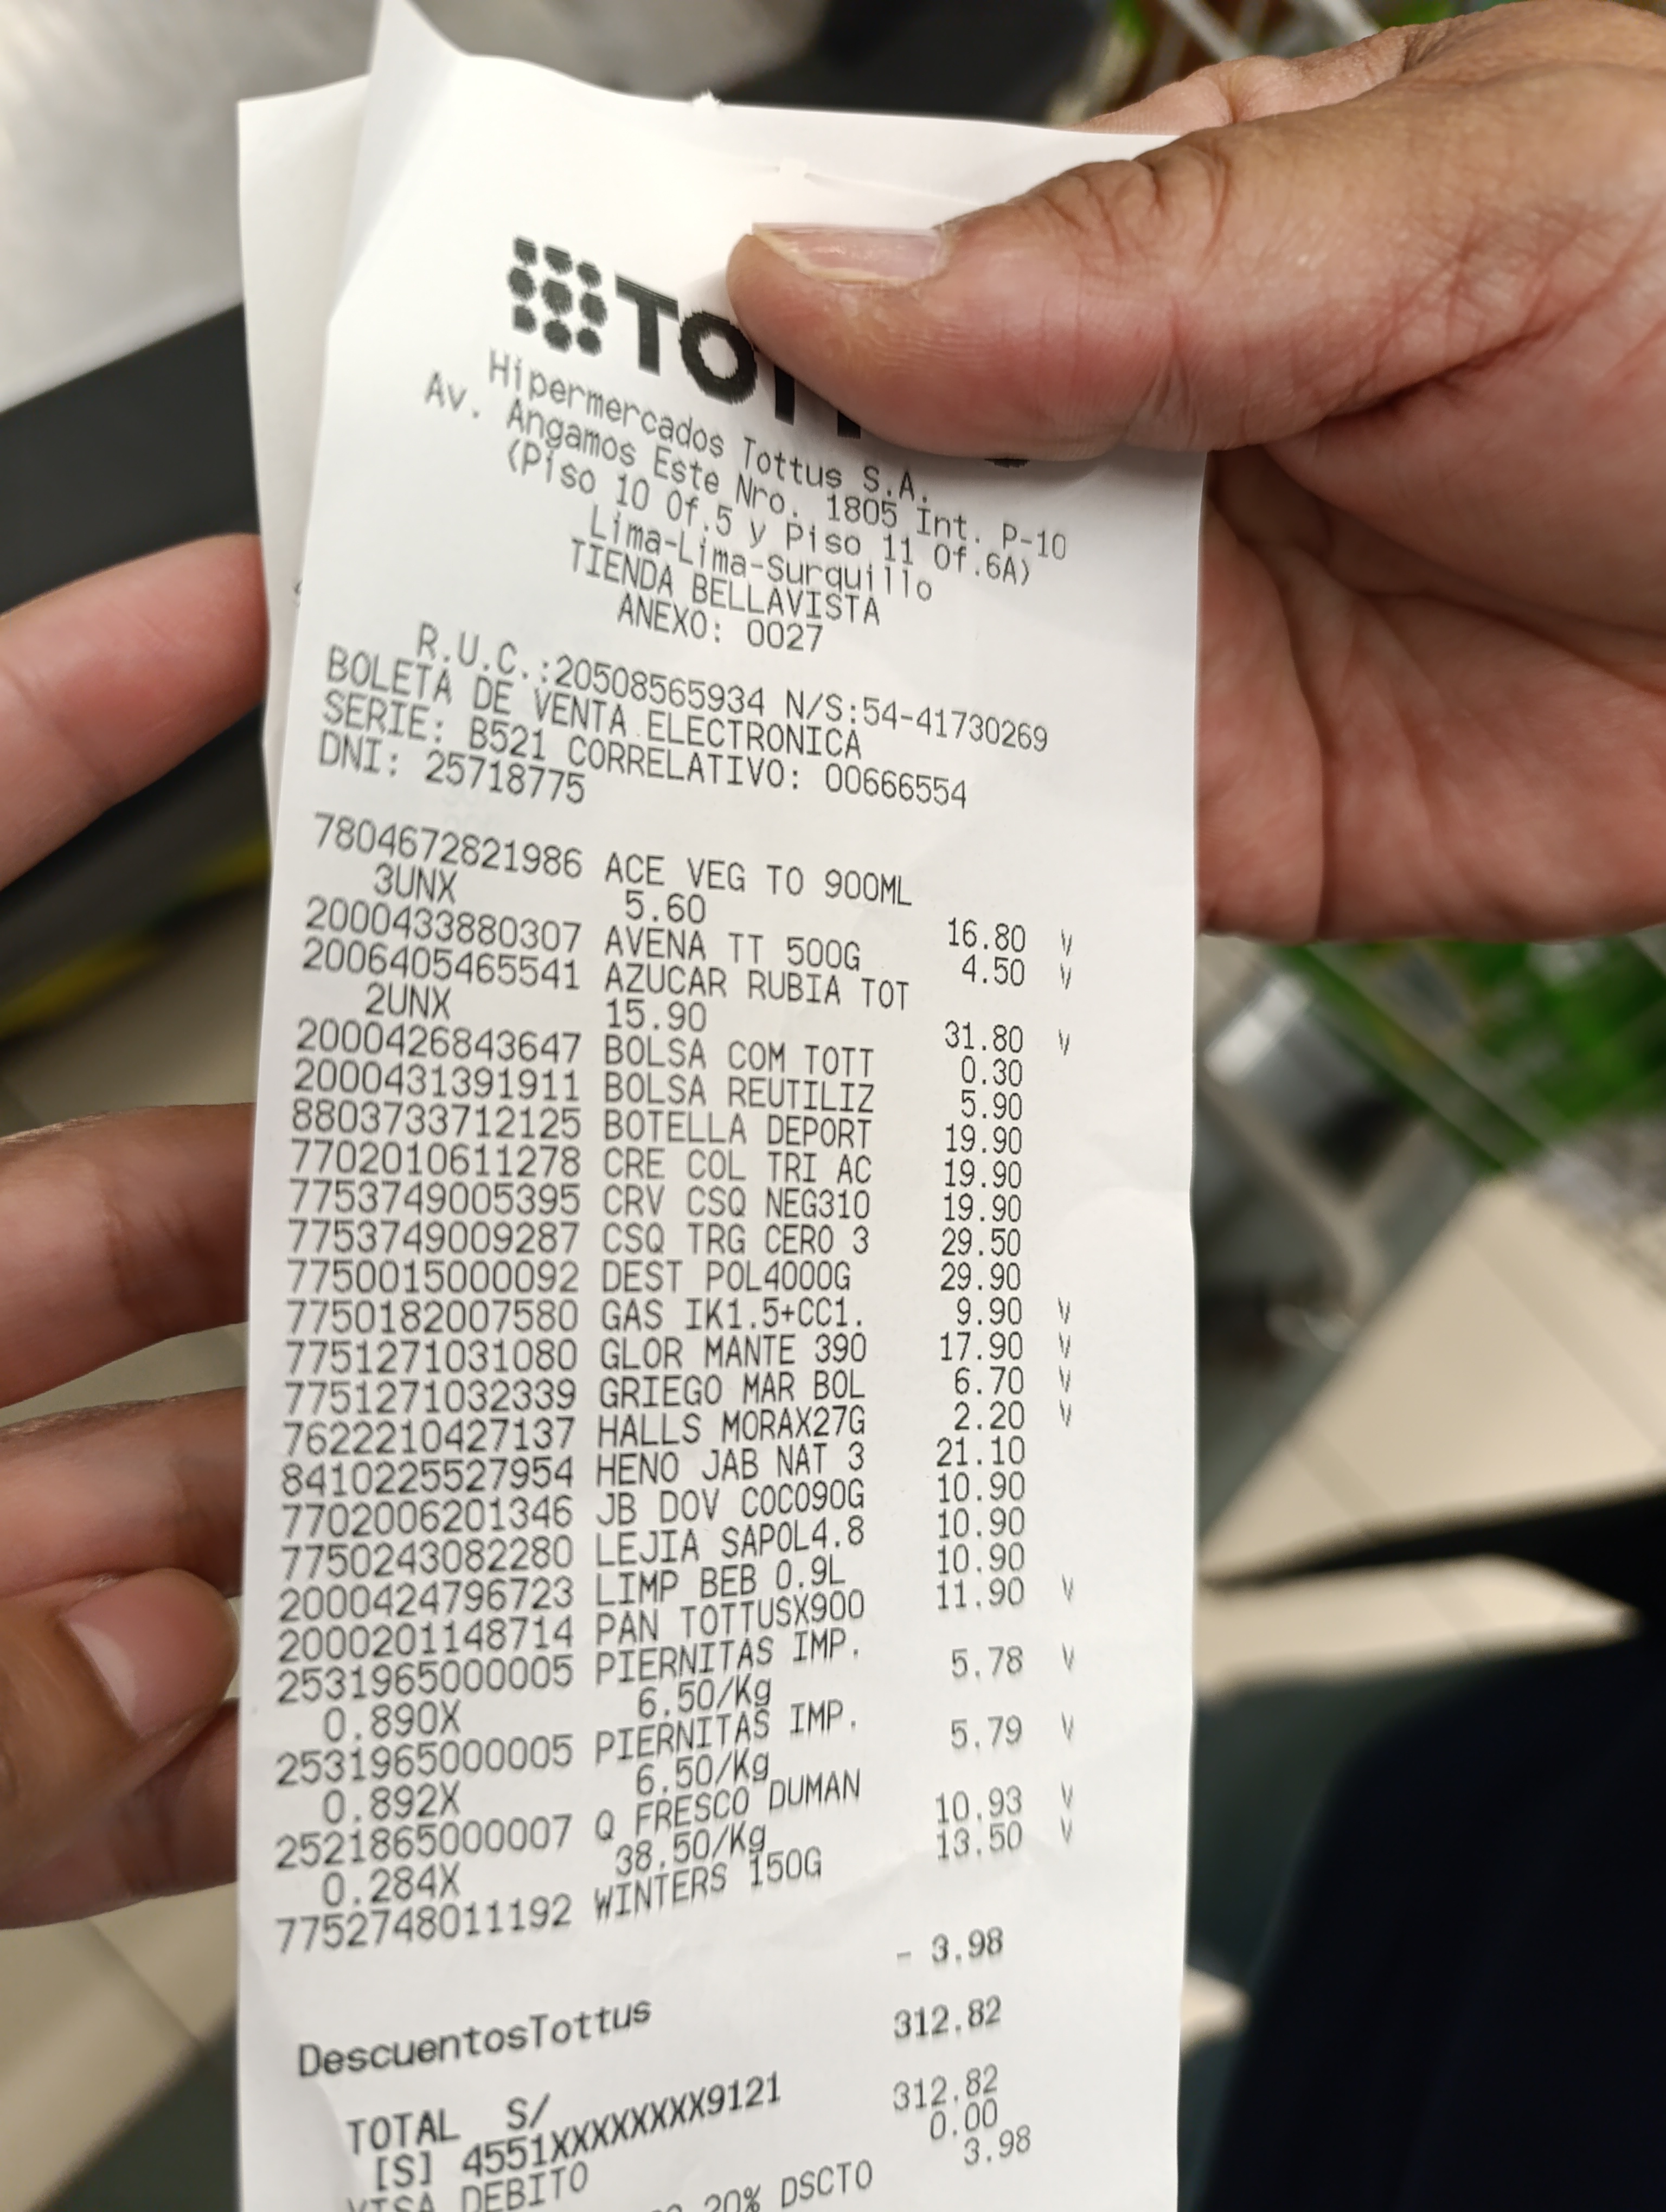 TOT
Hipermercados Tottus S.A.
Av. Angamos Este Nro. 1805 Int. P-10
(Piso 10 Of.5 y Piso 11 Of.6A)
Lima-Lima-Surquillo
TIENDA BELLAVISTA
ANEXO: 0027
R.U.C.:20508565934 N/S:54-41730269
BOLETA DE VENTA ELECTRONICA
SERIE: B521 CORRELATIVO: 00666554
DNI: 25718775
7804672821986 ACE VEG TO 900ML
3UNX 5.60 16.80 V
2000433880307 AVENA TT 500G 4.50 V
2006405465541 AZUCAR RUBIA TOT
2UNX 15.90 31.80 V
2000426843647 BOLSA COM TOTT 0.30
2000431391911 BOLSA REUTILIZ 5.90
8803733712125 BOTELLA DEPORT 19.90
7702010611278 CRE COL TRI AC 19.90
7753749005395 CRV CSQ NEG310 19.90
7753749009287 CSQ TRG CERO 3 29.50
7750015000092 DEST POL4000G 29.90
7750182007580 GAS IK1.5+CC1. 9.90 V
7751271031080 GLOR MANTE 390 17.90 V
7751271032339 GRIEGO MAR BOL 6.70 V
7622210427137 HALLS MORAX27G 2.20 V
8410225527954 HENO JAB NAT 3 21.10
7702006201346 JB DOV COCO90G 10.90
7750243082280 LEJIA SAPOL4.8 10.90
2000424796723 LIMP BEB 0.9L 10.90
2000201148714 PAN TOTTUSX900 11.90 V
2531965000005 PIERNITAS IMP. 5.78 V
0.890X 6.50/Kg
2531965000005 PIERNITAS IMP. 5.79 V
0.892X 6.50/Kg
2521865000007 Q FRESCO DUMAN 10.93 V
0.284X 38.50/Kg
7752748011192 WINTERS 150G 13.50 V
DescuentosTottus - 3.98
TOTAL S/ 312.82
[S] 4551XXXXXXXX9121
VISA DEBITO 312.82
0.00
20% DSCTO 3.98